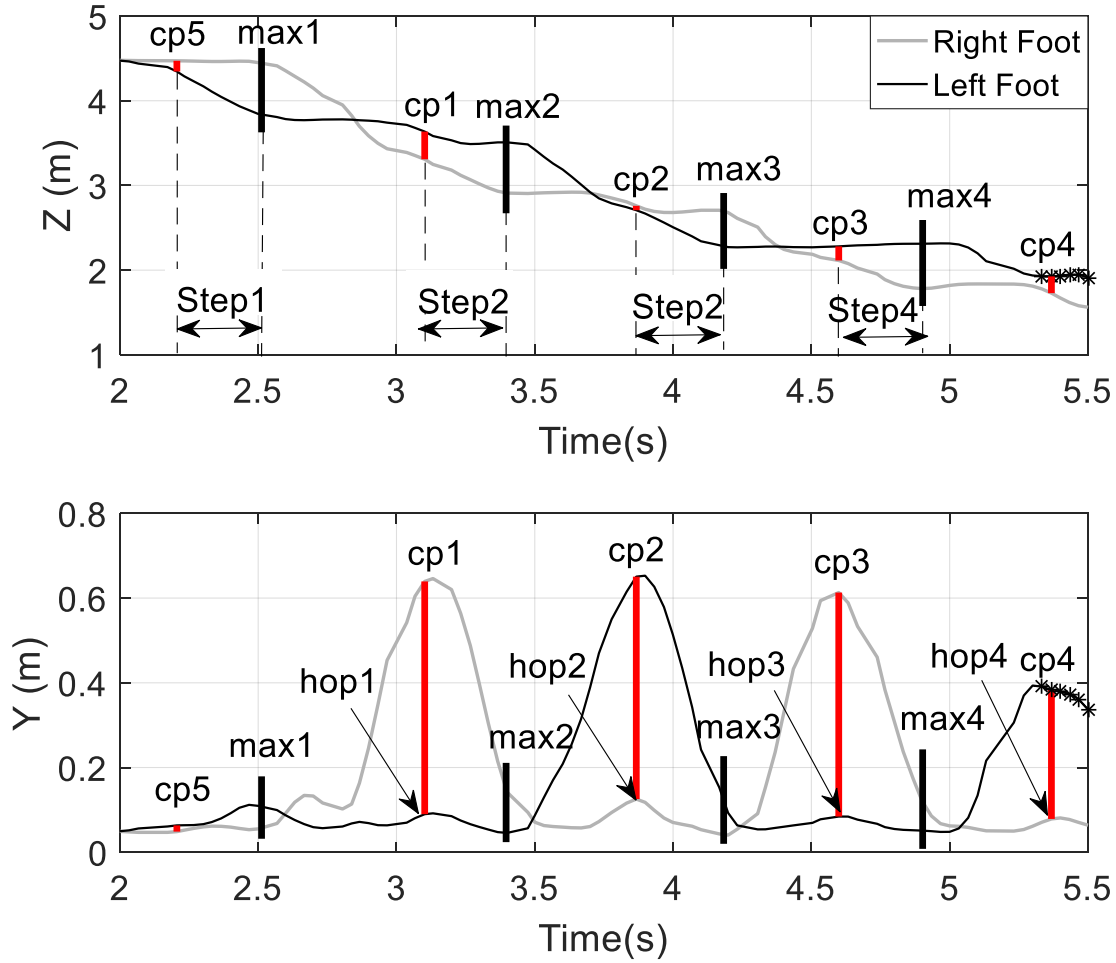 5
cp5
max1
Right Foot
Left Foot
4
cp1
max2
Z (m)
3
cp2
max3
cp3
max4
2
cp4
Step1
Step2
Step2
Step4
1
2
2.5
3
3.5
4
4.5
5
5.5
Time(s)
0.8
cp1
cp2
cp3
0.6
Y (m)
hop1
hop2
hop3
hop4
cp4
0.4
max1
max2
max3
max4
0.2
cp5
0
2
2.5
3
3.5
4
4.5
5
5.5
Time(s)